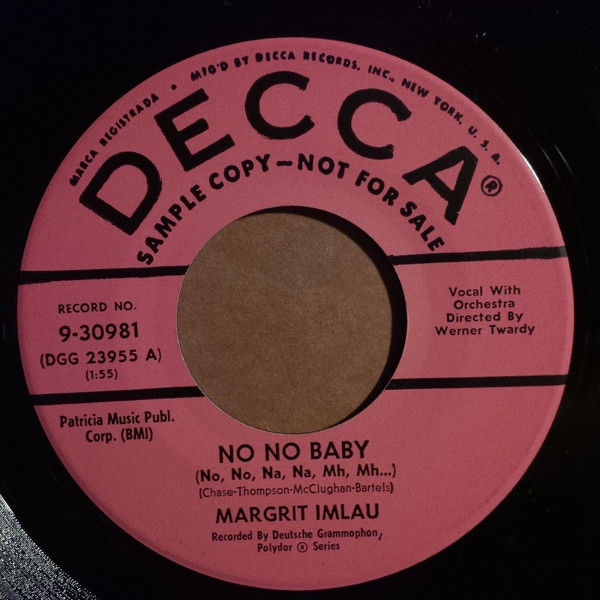 MARCA REGISTRADA • MFG'D BY DECCA RECORDS, INC., NEW YORK, U. S. A.
DECCA®
SAMPLE COPY—NOT FOR SALE
RECORD NO.
9-30981
(DGG 23955 A)
(1:55)
Vocal With
Orchestra
Directed By
Werner Twardy
Patricia Music Publ.
Corp. (BMI)
NO NO BABY
(No, No, Na, Na, Mh, Mh...)
(Chase-Thompson-McClughan-Bartels)
MARGRIT IMLAU
Recorded By Deutsche Grammophon,
Polydor ® Series